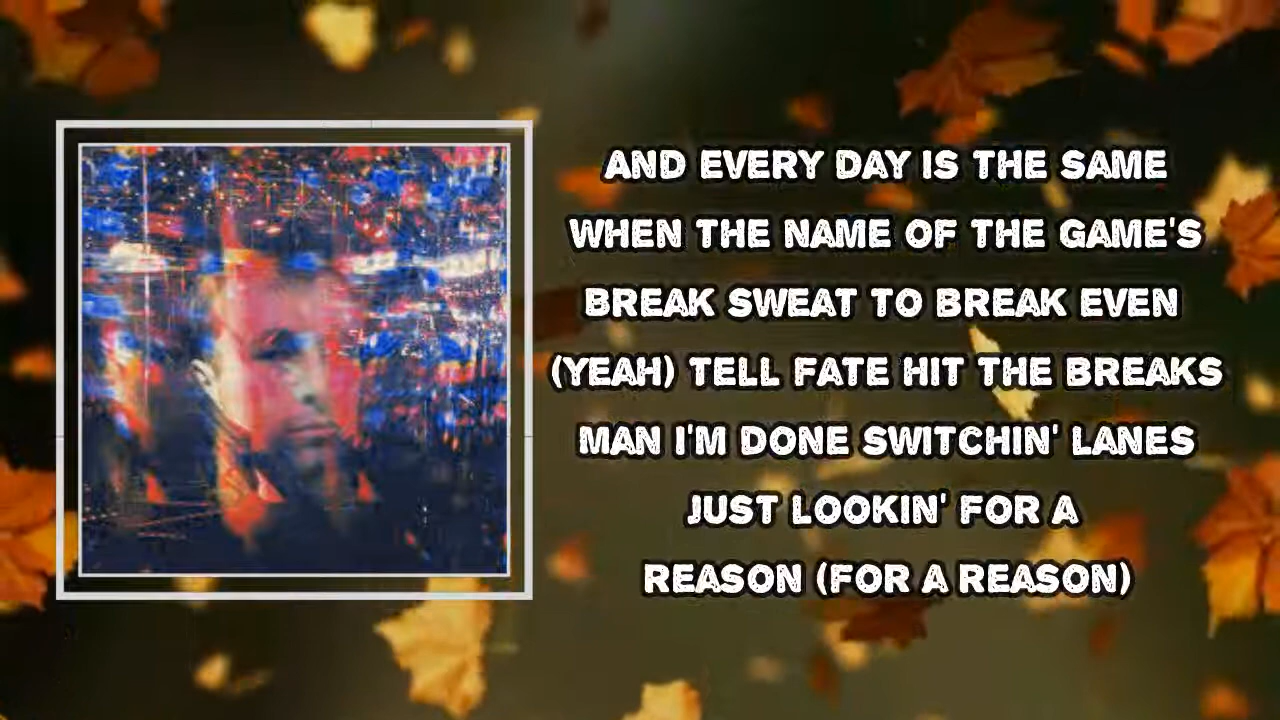 AND EVERY DAY IS THE SAME
WHEN THE NAME OF THE GAME'S
BREAK SWEAT TO BREAK EVEN
(YEAH) TELL FATE HIT THE BREAKS
MAN I'M DONE SWITCHIN' LANES
JUST LOOKIN' FOR A
REASON (FOR A REASON)